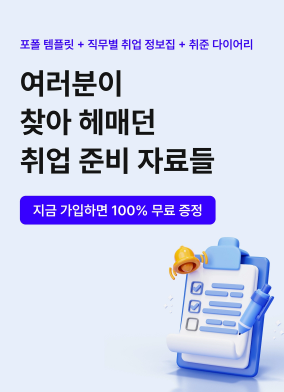 포폴 템플릿 + 직무별 취업 정보집 + 취준 다이어리
여러분이
찾아 헤매던
취업 준비 자료들
지금 가입하면 100% 무료 증정